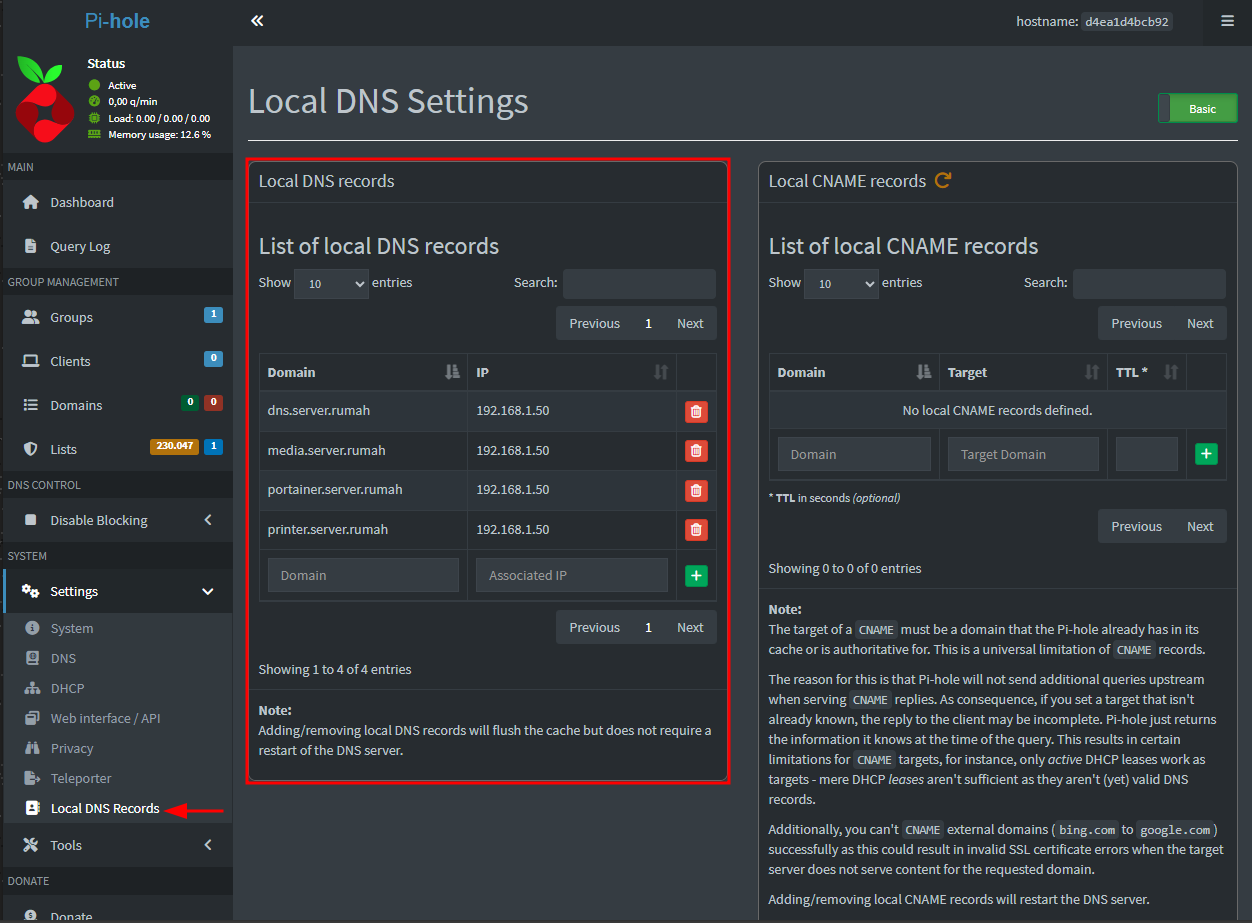 Pi-hole
hostname: d4ea1d4bcb92
Status
Active
0,00 q/min
Load: 0.00 / 0.00 / 0.00
Memory usage: 12.6 %
MAIN
Dashboard
Query Log
GROUP MANAGEMENT
Groups 1
Clients 0
Domains 0 0
Lists 230.047 1
DNS CONTROL
Disable Blocking
SYSTEM
Settings
System
DNS
DHCP
Web interface / API
Privacy
Teleporter
Local DNS Records
Tools
DONATE
Donate
Local DNS Settings
Basic
Local DNS records
List of local DNS records
Show 10 entries Search:
Previous 1 Next
Domain IP
dns.server.rumah 192.168.1.50
media.server.rumah 192.168.1.50
portainer.server.rumah 192.168.1.50
printer.server.rumah 192.168.1.50
Domain Associated IP
Previous 1 Next
Showing 1 to 4 of 4 entries
Note:
Adding/removing local DNS records will flush the cache but does not require a
restart of the DNS server.
Local CNAME records
List of local CNAME records
Show 10 entries Search:
Previous Next
Domain Target TTL *
No local CNAME records defined.
Domain Target Domain
* TTL in seconds (optional)
Previous Next
Showing 0 to 0 of 0 entries
Note:
The target of a CNAME must be a domain that the Pi-hole already has in its
cache or is authoritative for. This is a universal limitation of CNAME records.
The reason for this is that Pi-hole will not send additional queries upstream
when serving CNAME replies. As consequence, if you set a target that isn't
already known, the reply to the client may be incomplete. Pi-hole just returns
the information it knows at the time of the query. This results in certain
limitations for CNAME targets, for instance, only active DHCP leases work as
targets - mere DHCP leases aren't sufficient as they aren't (yet) valid DNS
records.
Additionally, you can't CNAME external domains (bing.com to google.com)
successfully as this could result in invalid SSL certificate errors when the target
server does not serve content for the requested domain.
Adding/removing local CNAME records will restart the DNS server.